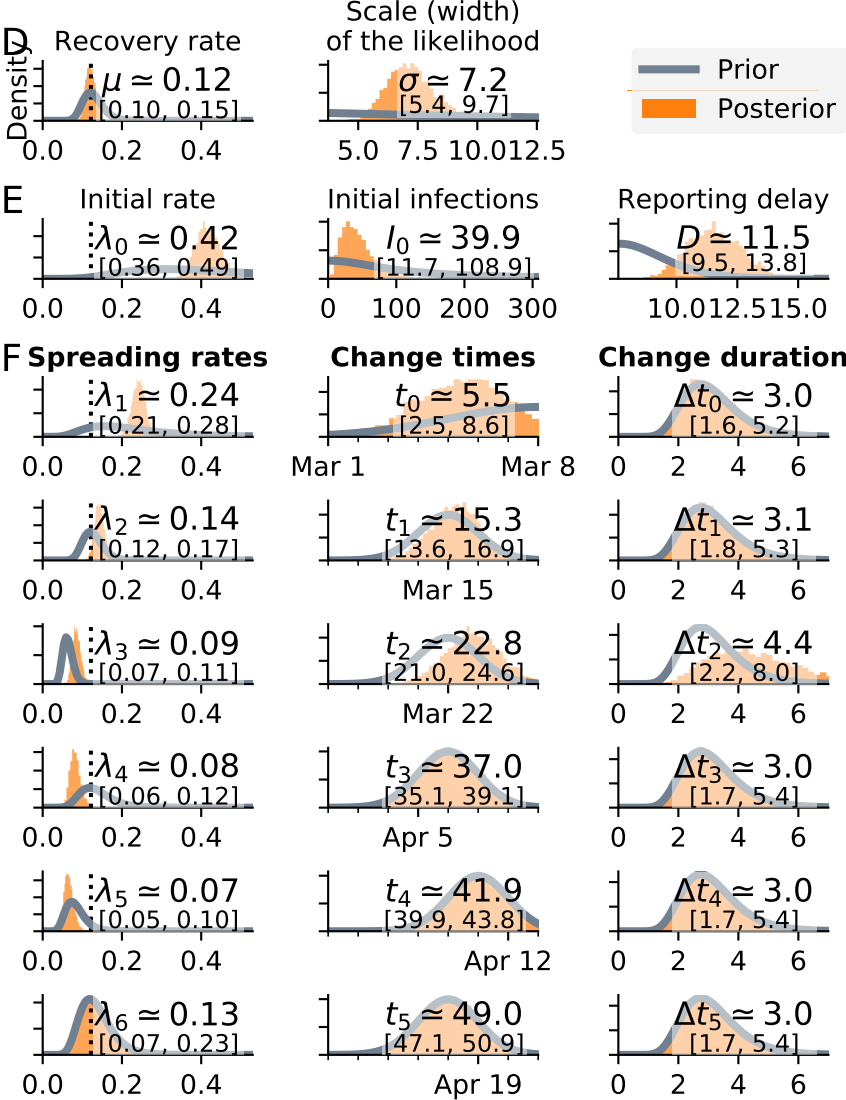 D
Recovery rate
Scale (width)
of the likelihood
Density
μ ≃ 0.12
[0.10, 0.15]
σ ≃ 7.2
[5.4, 9.7]
Prior
Posterior
0.0 0.2 0.4
5.0 7.5 10.0 12.5
E
Initial rate
Initial infections
Reporting delay
λ0 ≃ 0.42
[0.36, 0.49]
I0 ≃ 39.9
[11.7, 108.9]
D ≃ 11.5
[9.5, 13.8]
0.0 0.2 0.4
0 100 200 300
10.0 12.5 15.0
F
Spreading rates
Change times
Change duration
λ1 ≃ 0.24
[0.21, 0.28]
t0 ≃ 5.5
[2.5, 8.6]
Δt0 ≃ 3.0
[1.6, 5.2]
0.0 0.2 0.4
Mar 1 Mar 8
0 2 4 6
λ2 ≃ 0.14
[0.12, 0.17]
t1 ≃ 15.3
[13.6, 16.9]
Δt1 ≃ 3.1
[1.8, 5.3]
0.0 0.2 0.4
Mar 15
0 2 4 6
λ3 ≃ 0.09
[0.07, 0.11]
t2 ≃ 22.8
[21.0, 24.6]
Δt2 ≃ 4.4
[2.2, 8.0]
0.0 0.2 0.4
Mar 22
0 2 4 6
λ4 ≃ 0.08
[0.06, 0.12]
t3 ≃ 37.0
[35.1, 39.1]
Δt3 ≃ 3.0
[1.7, 5.4]
0.0 0.2 0.4
Apr 5
0 2 4 6
λ5 ≃ 0.07
[0.05, 0.10]
t4 ≃ 41.9
[39.9, 43.8]
Δt4 ≃ 3.0
[1.7, 5.4]
0.0 0.2 0.4
Apr 12
0 2 4 6
λ6 ≃ 0.13
[0.07, 0.23]
t5 ≃ 49.0
[47.1, 50.9]
Δt5 ≃ 3.0
[1.7, 5.4]
0.0 0.2 0.4
Apr 19
0 2 4 6